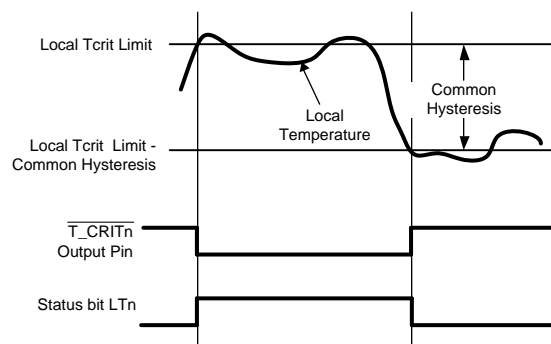 Local Tcrit Limit
Common
Hysteresis
Local
Temperature
Local Tcrit Limit -
Common Hysteresis
T_CRITn
Output Pin
Status bit LTn